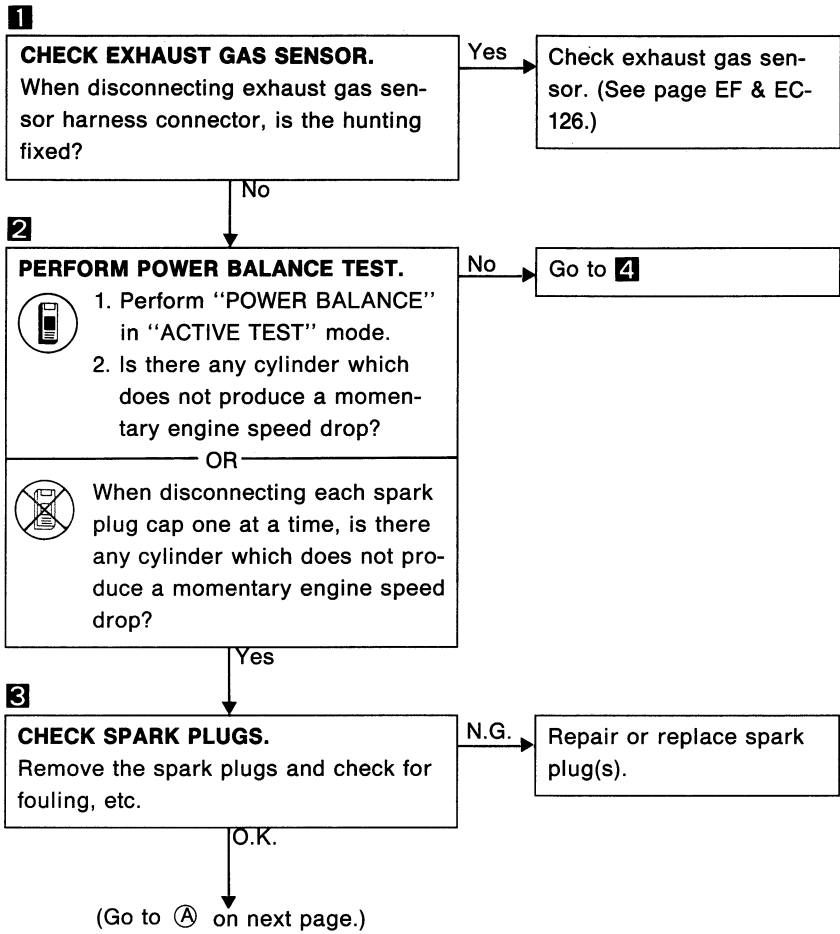 1
CHECK EXHAUST GAS SENSOR.
When disconnecting exhaust gas sen-
sor harness connector, is the hunting
fixed?
Yes
Check exhaust gas sen-
sor. (See page EF & EC-
126.)
No
2
PERFORM POWER BALANCE TEST.
1. Perform ‘‘POWER BALANCE’’
in ‘‘ACTIVE TEST’’ mode.
2. Is there any cylinder which
does not produce a momen-
tary engine speed drop?
No
Go to 4
OR
When disconnecting each spark
plug cap one at a time, is there
any cylinder which does not pro-
duce a momentary engine speed
drop?
Yes
3
CHECK SPARK PLUGS.
Remove the spark plugs and check for
fouling, etc.
N.G.
Repair or replace spark
plug(s).
O.K.
(Go to Ⓐ on next page.)